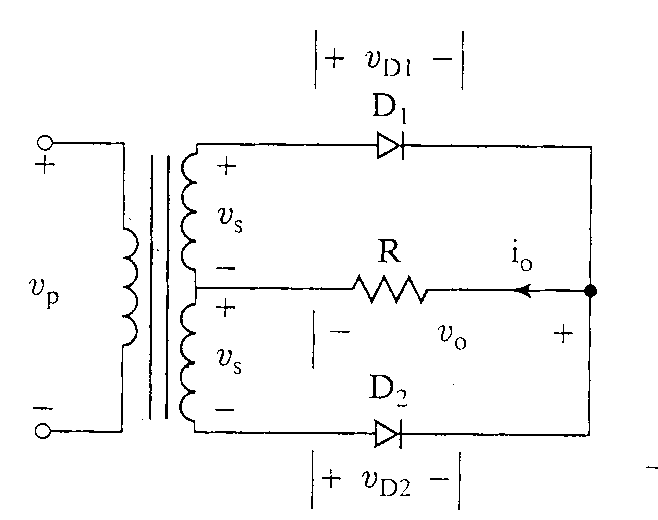 + v_D1 −
D₁
+
+
v_s
−
R
i_o
v_p
+
−
v_o
+
v_s
−
D₂
−
+ v_D2 −